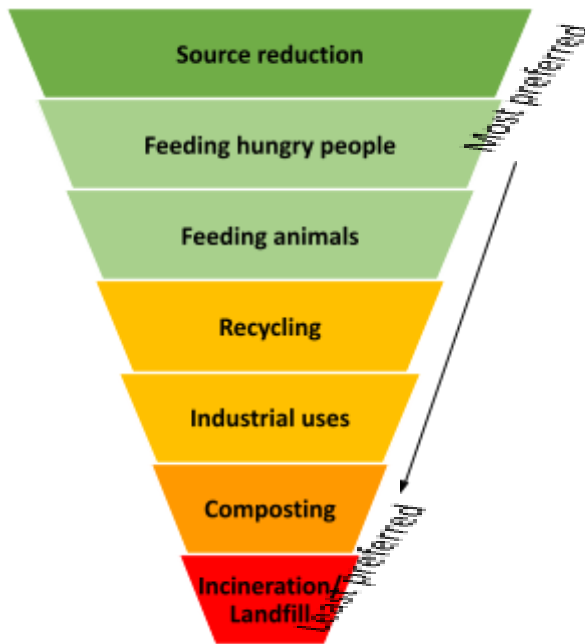 Source reduction
Most preferred
Feeding hungry people
Feeding animals
Recycling
Industrial uses
Composting
Least preferred
Incineration/
Landfill